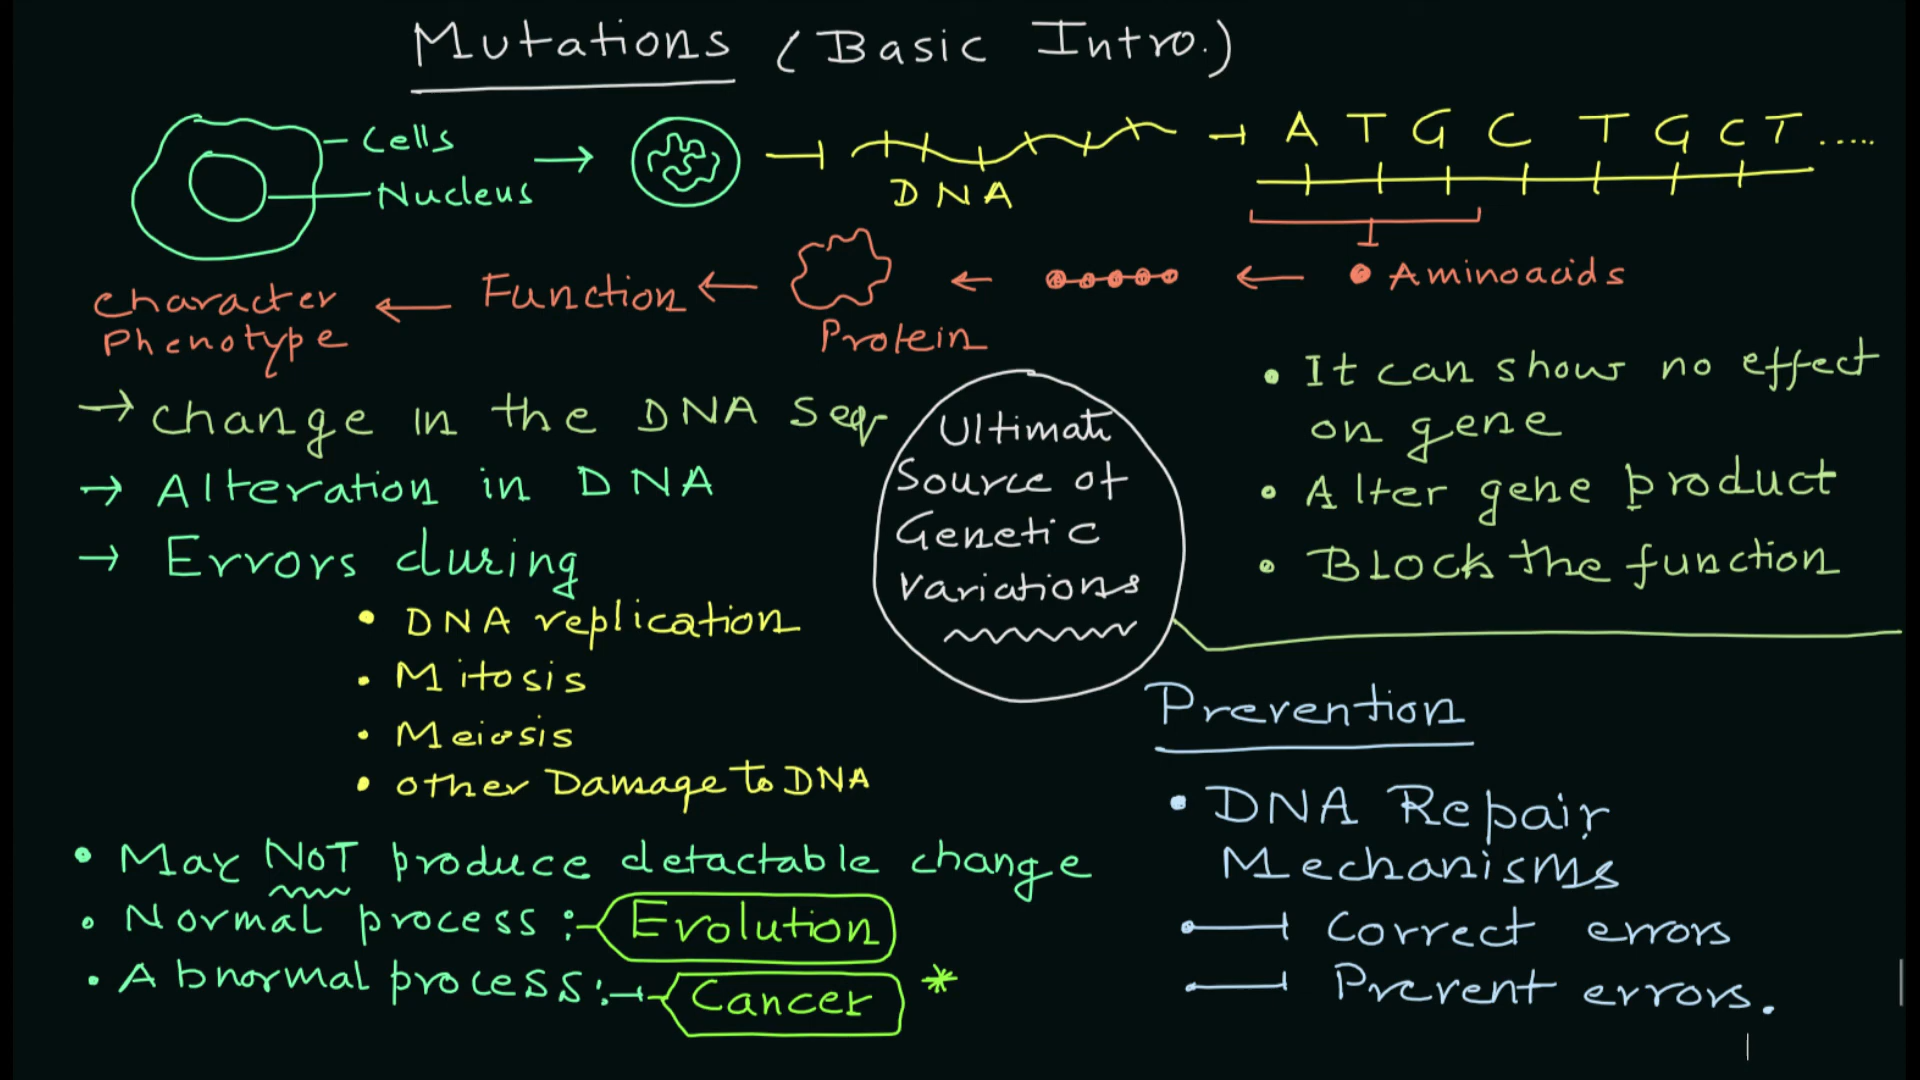 Mutations (Basic Intro.)
Cells
Nucleus
DNA
A T G C T G C T .....
Aminoacids
Protein
Function
Character
Phenotype
→ Change in the DNA Seq
→ Alteration in DNA
→ Errors during
• DNA replication
• Mitosis
• Meiosis
• Other Damage to DNA
• May NOT produce detactable change
• Normal process :- Evolution
• Abnormal process :- Cancer *
Ultimate
Source of
Genetic
variations
• It can show no effect
on gene
• Alter gene product
• Block the function
Prevention
• DNA Repair
Mechanisms
Correct errors
Prevent errors.